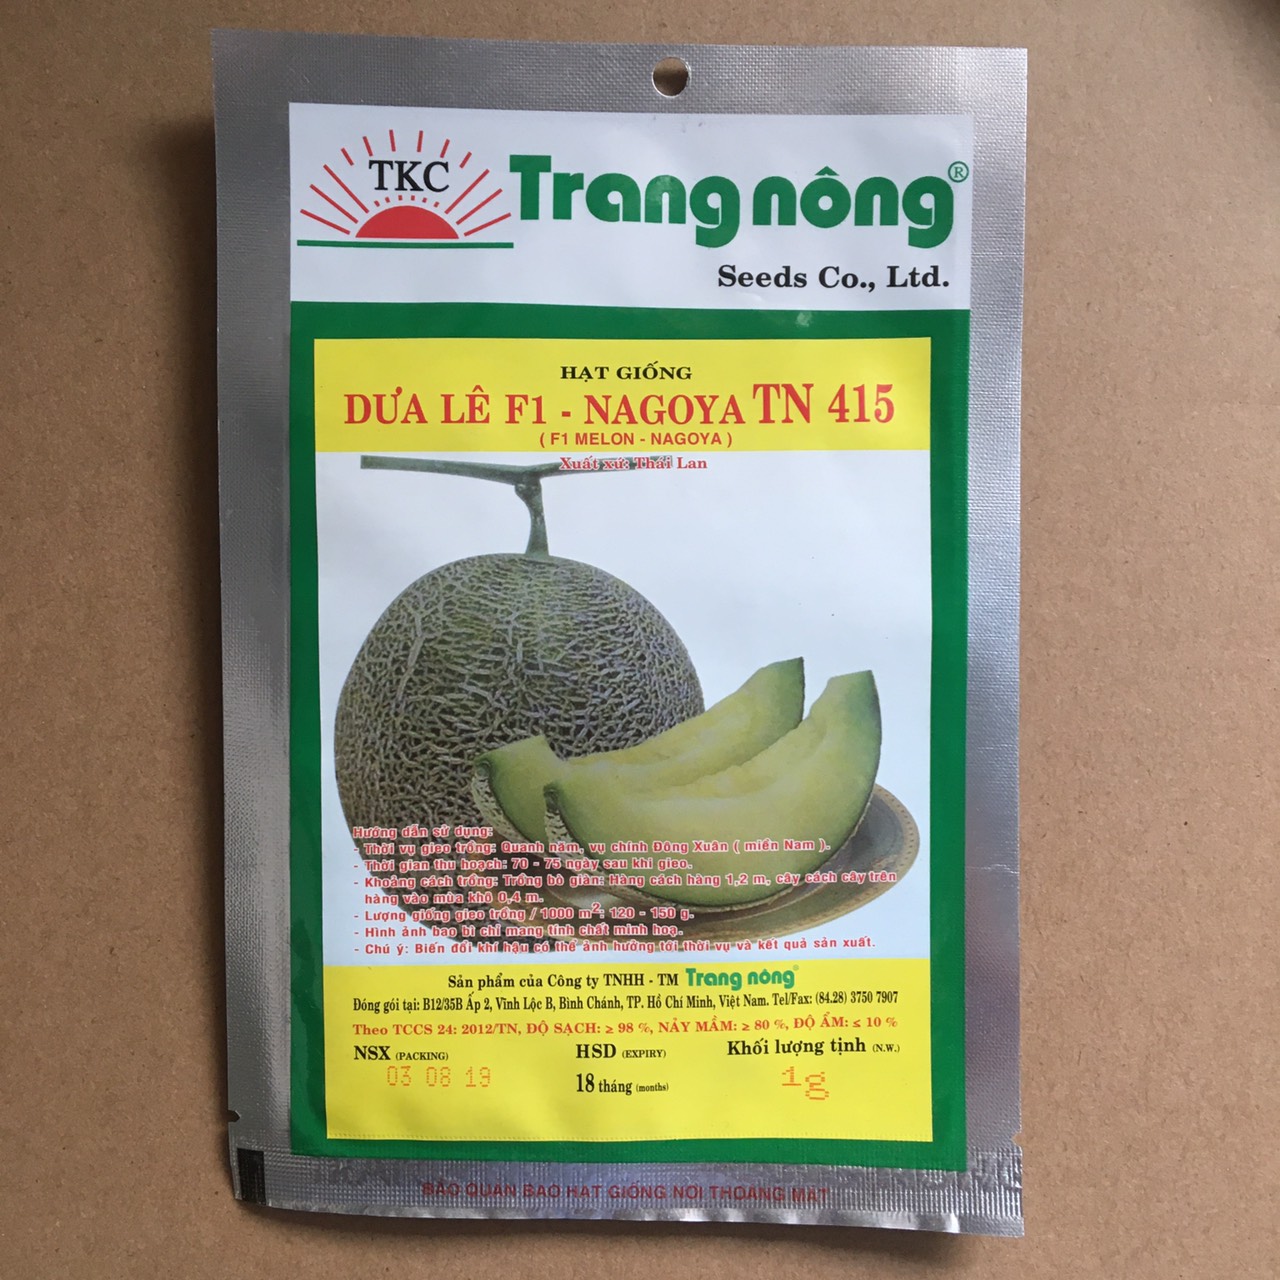 TKC
Trang nông®
Seeds Co., Ltd.
HẠT GIỐNG
DƯA LÊ F1 - NAGOYA TN 415
( F1 MELON - NAGOYA )
Xuất xứ: Thái Lan
Hướng dẫn sử dụng:
- Thời vụ gieo trồng: Quanh năm, vụ chính Đông Xuân ( miền Nam ).
- Thời gian thu hoạch: 70 - 75 ngày sau khi gieo.
- Khoảng cách trồng: Trồng bò giàn: Hàng cách hàng 1,2 m, cây cách cây trên
hàng vào mùa khô 0,4 m.
- Lượng giống gieo trồng / 1000 m²: 120 - 150 g.
- Hình ảnh bao bì chỉ mang tính chất minh hoạ.
- Chú ý: Biến đổi khí hậu có thể ảnh hưởng tới thời vụ và kết quả sản xuất.
Sản phẩm của Công ty TNHH - TM Trang nông®
Đóng gói tại: B12/35B Ấp 2, Vĩnh Lộc B, Bình Chánh, TP. Hồ Chí Minh, Việt Nam. Tel/Fax: (84.28) 3750 7907
Theo TCCS 24: 2012/TN, ĐỘ SẠCH: ≥ 98 %, NẢY MẦM: ≥ 80 %, ĐỘ ẨM: ≤ 10 %
NSX (PACKING) HSD (EXPIRY) Khối lượng tịnh (N.W.)
03 08 19 18 tháng (months) 1g
BẢO QUẢN BAO HẠT GIỐNG NƠI THOÁNG MÁT